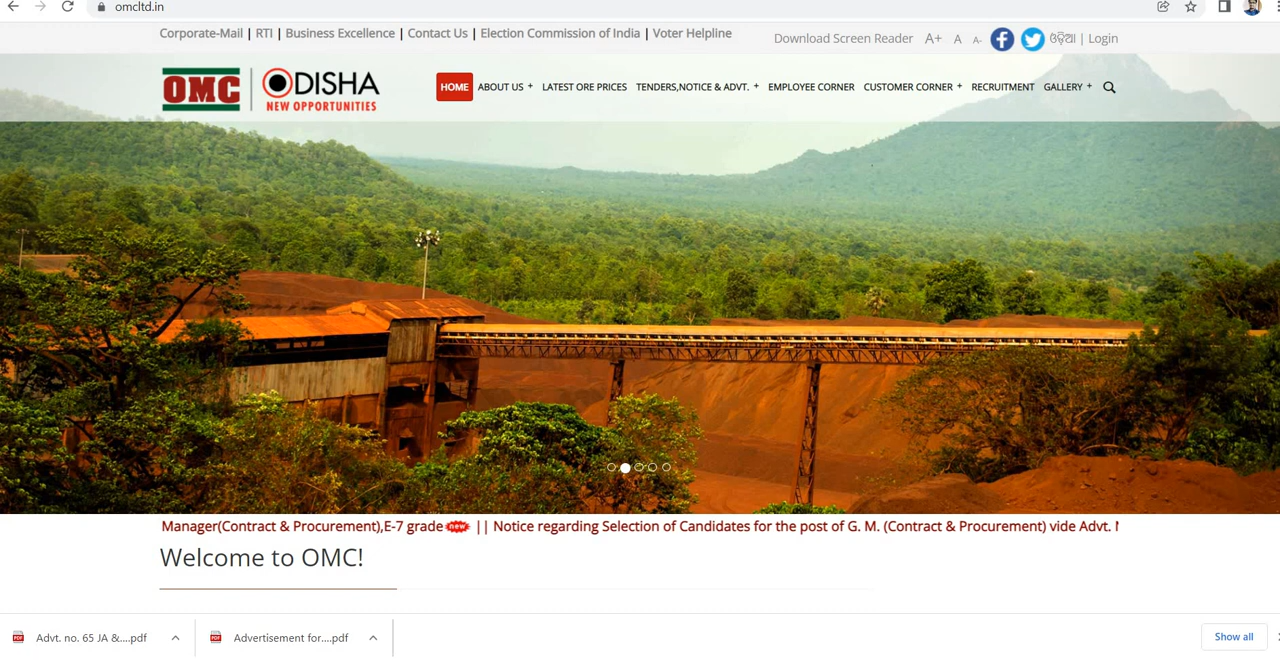 omcltd.in
Corporate-Mail | RTI | Business Excellence | Contact Us | Election Commission of India | Voter Helpline
Download Screen Reader A+ A A- ଓଡ଼ିଆ | Login
OMC ODISHA
NEW OPPORTUNITIES
HOME ABOUT US + LATEST ORE PRICES TENDERS,NOTICE & ADVT. + EMPLOYEE CORNER CUSTOMER CORNER + RECRUITMENT GALLERY +
Manager(Contract & Procurement),E-7 grade new || Notice regarding Selection of Candidates for the post of G. M. (Contract & Procurement) vide Advt.
Welcome to OMC!
Advt. no. 65 JA &....pdf Advertisement for....pdf Show all